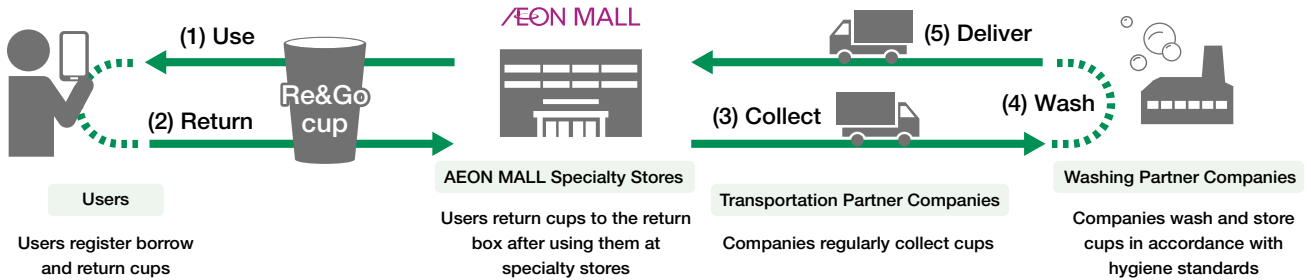 ÆON MALL
(1) Use
(5) Deliver
Re&Go
cup
(2) Return
(3) Collect
(4) Wash
Users
Users register borrow
and return cups
AEON MALL Specialty Stores
Users return cups to the return
box after using them at
specialty stores
Transportation Partner Companies
Companies regularly collect cups
Washing Partner Companies
Companies wash and store
cups in accordance with
hygiene standards